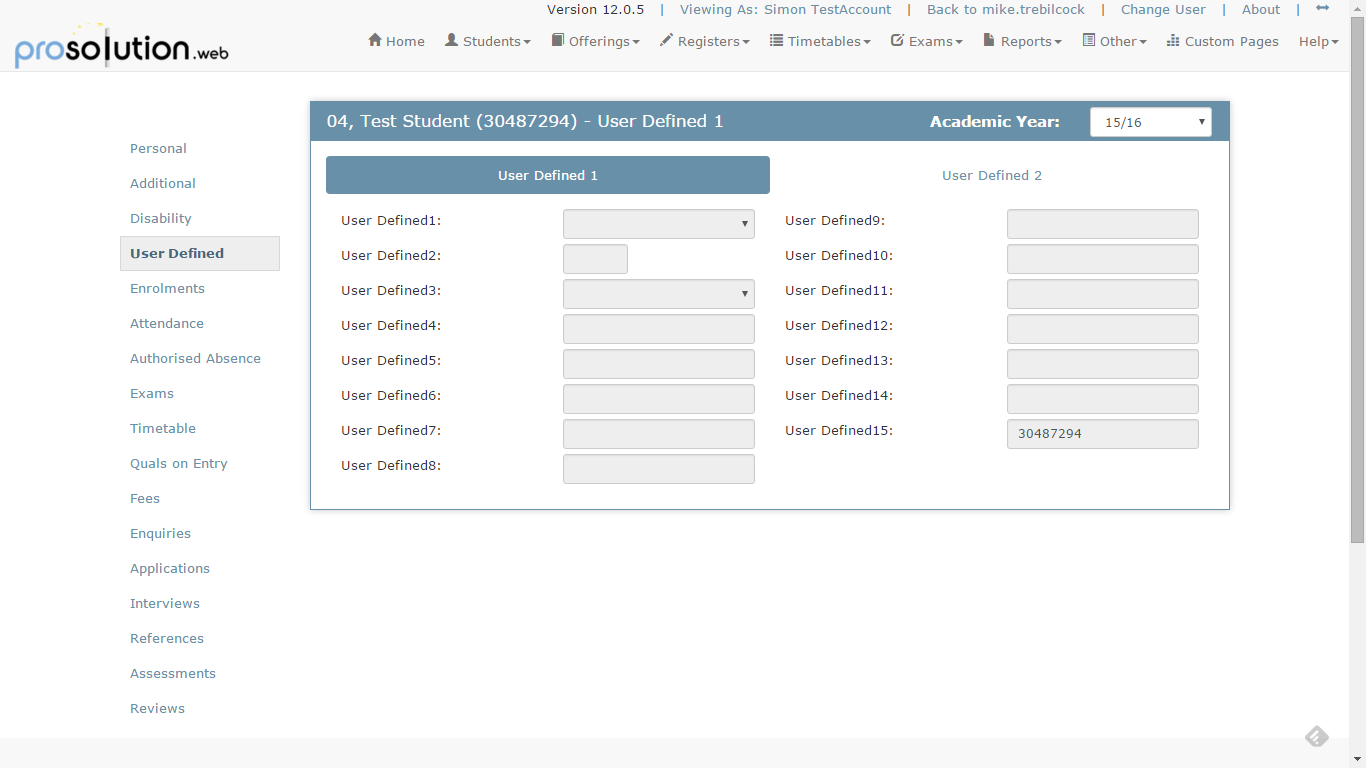 Version 12.0.5 | Viewing As: Simon TestAccount | Back to mike.trebilcock | Change User | About |
prosolution.web
Home Students Offerings Registers Timetables Exams Reports Other Custom Pages Help
Personal
Additional
Disability
User Defined
Enrolments
Attendance
Authorised Absence
Exams
Timetable
Quals on Entry
Fees
Enquiries
Applications
Interviews
References
Assessments
Reviews
04, Test Student (30487294) - User Defined 1 Academic Year: 15/16
User Defined 1 User Defined 2
User Defined1:
User Defined2:
User Defined3:
User Defined4:
User Defined5:
User Defined6:
User Defined7:
User Defined8:
User Defined9:
User Defined10:
User Defined11:
User Defined12:
User Defined13:
User Defined14:
User Defined15: 30487294